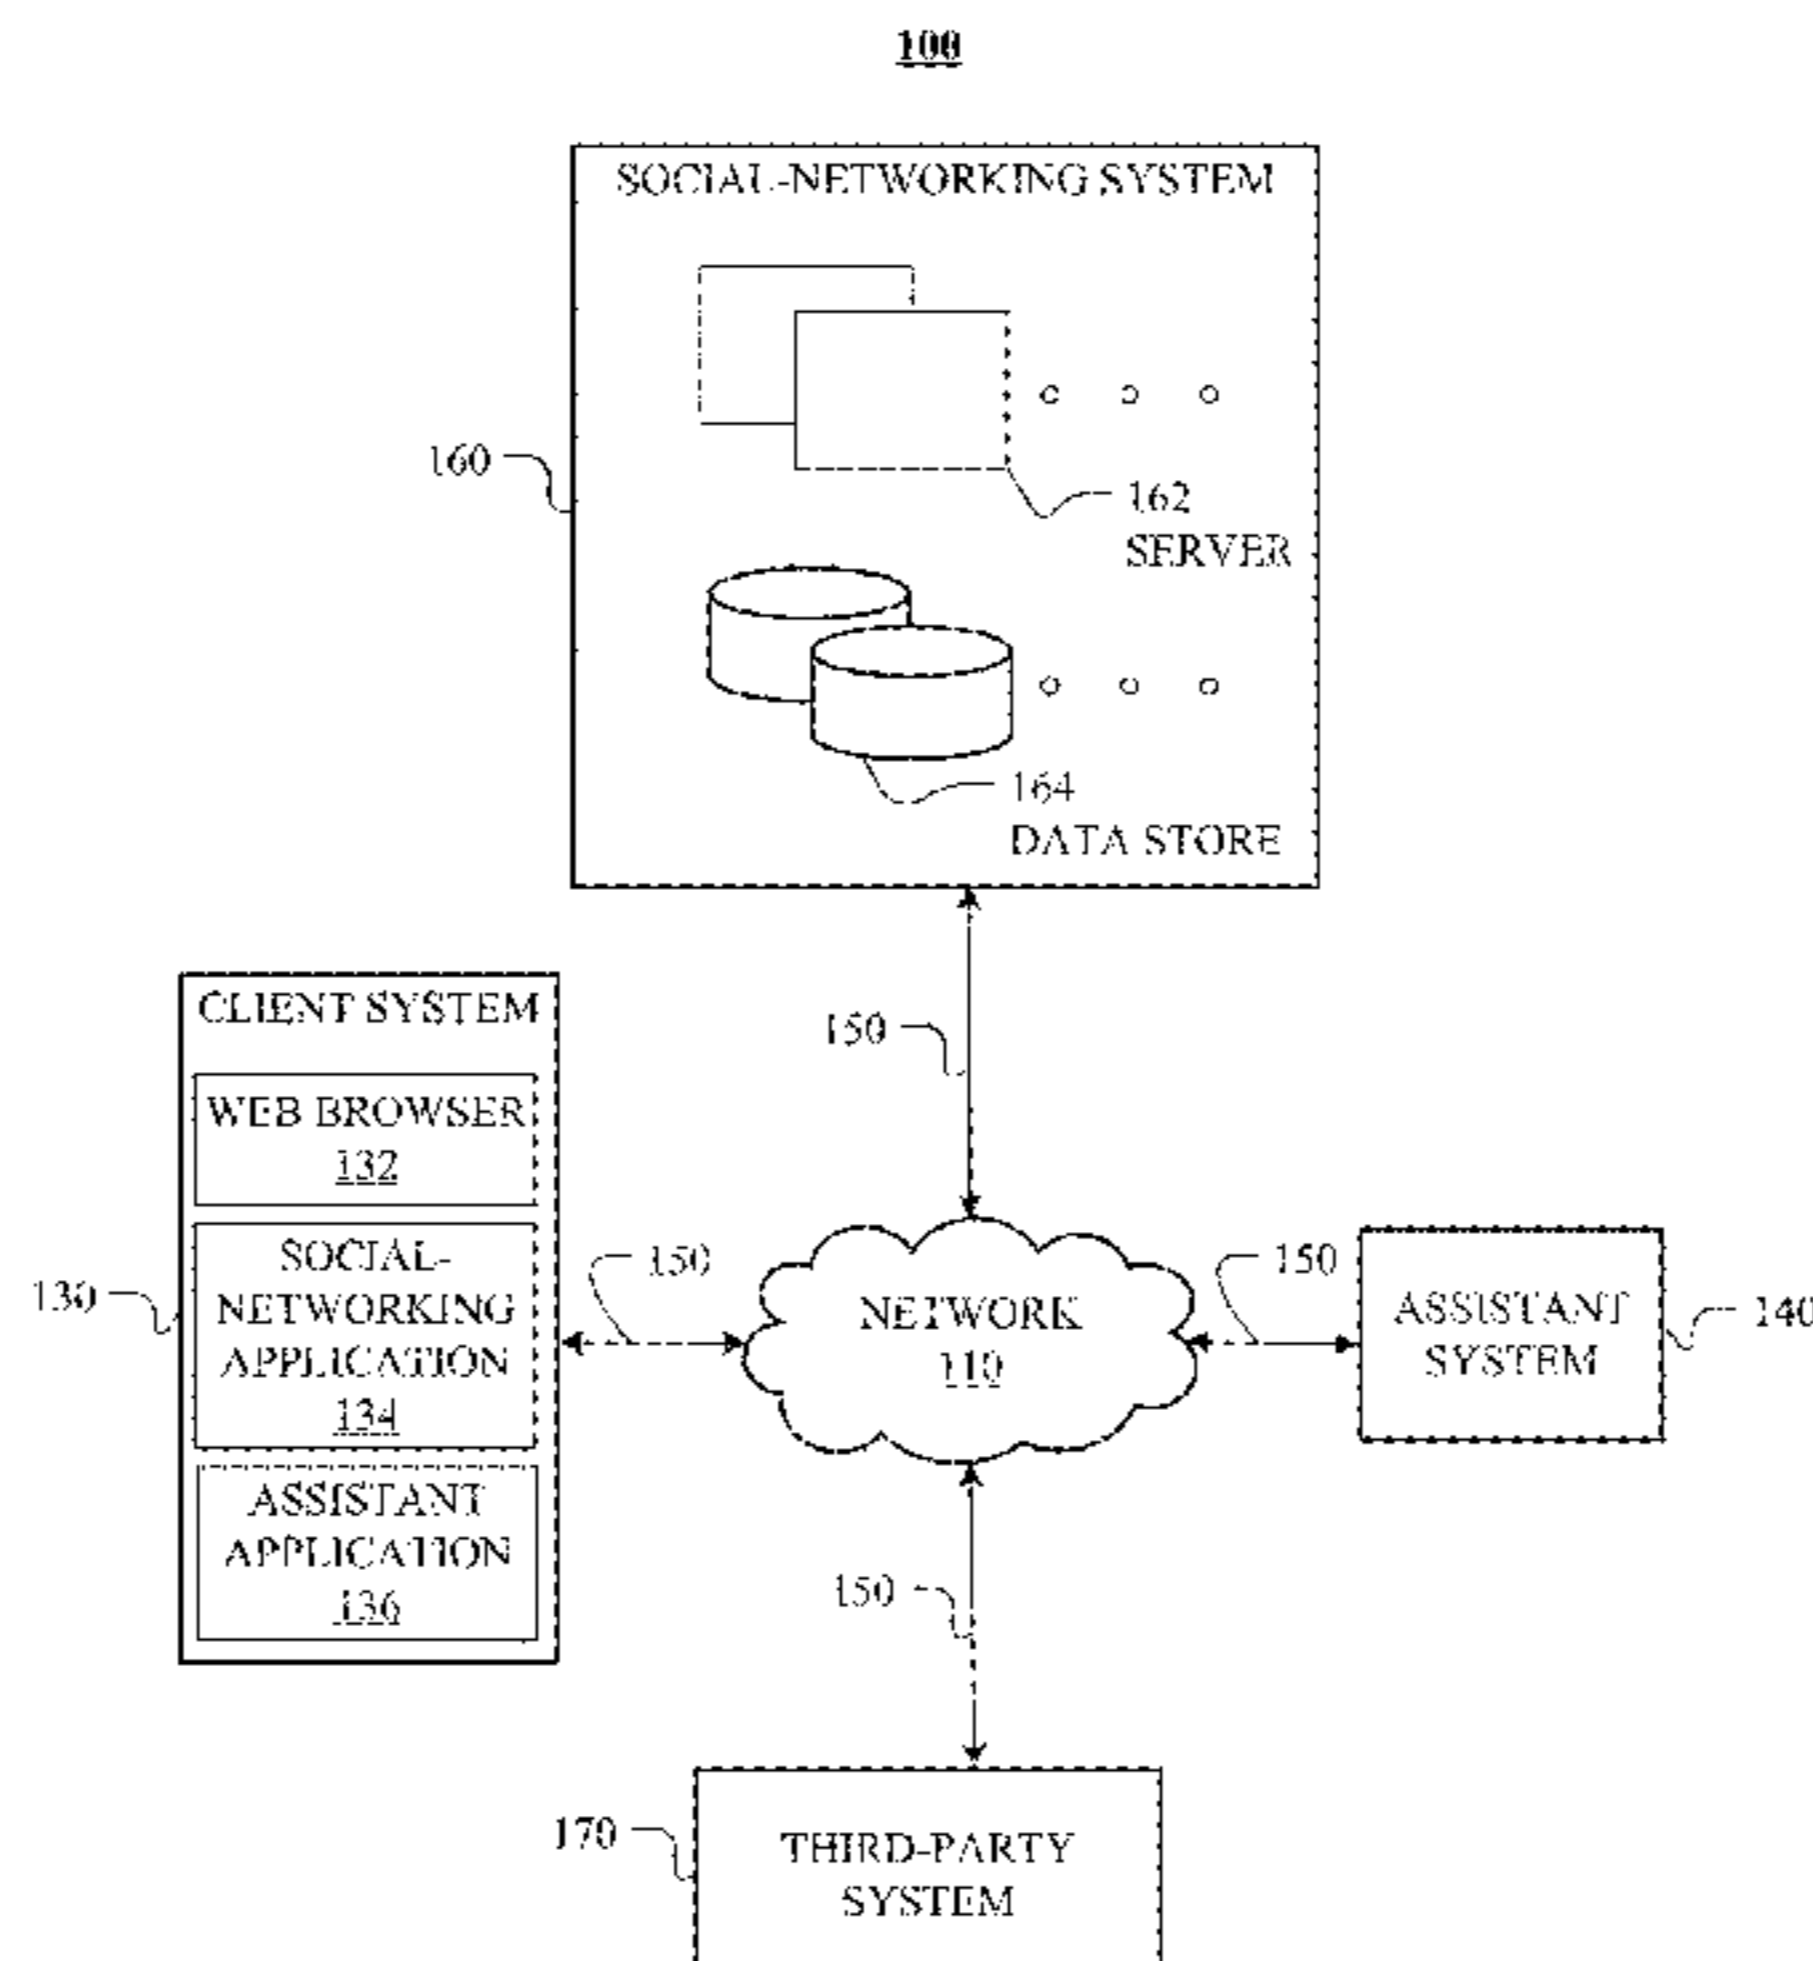 100
SOCIAL-NETWORKING SYSTEM
160
162
SERVER
164
DATA STORE
CLIENT SYSTEM
WEB BROWSER
132
SOCIAL-
NETWORKING
APPLICATION
134
ASSISTANT
APPLICATION
136
130
150
150
NETWORK
110
150
ASSISTANT
SYSTEM
140
150
170
THIRD-PARTY
SYSTEM